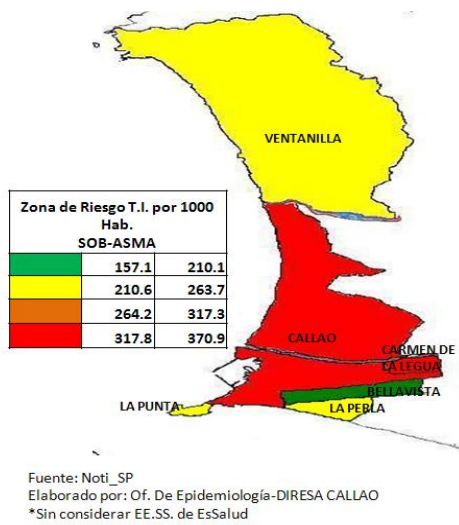 VENTANILLA
Zona de Riesgo T.I. por 1000
Hab.
SOB-ASMA
157.1 210.1
210.6 263.7
264.2 317.3
317.8 370.9
CALLAO
CARMEN DE
LA LEGUA
BELLAVISTA
LA PUNTA
LA PERLA
Fuente: Noti_SP
Elaborado por: Of. De Epidemiología-DIRESA CALLAO
*Sin considerar EE.SS. de EsSalud